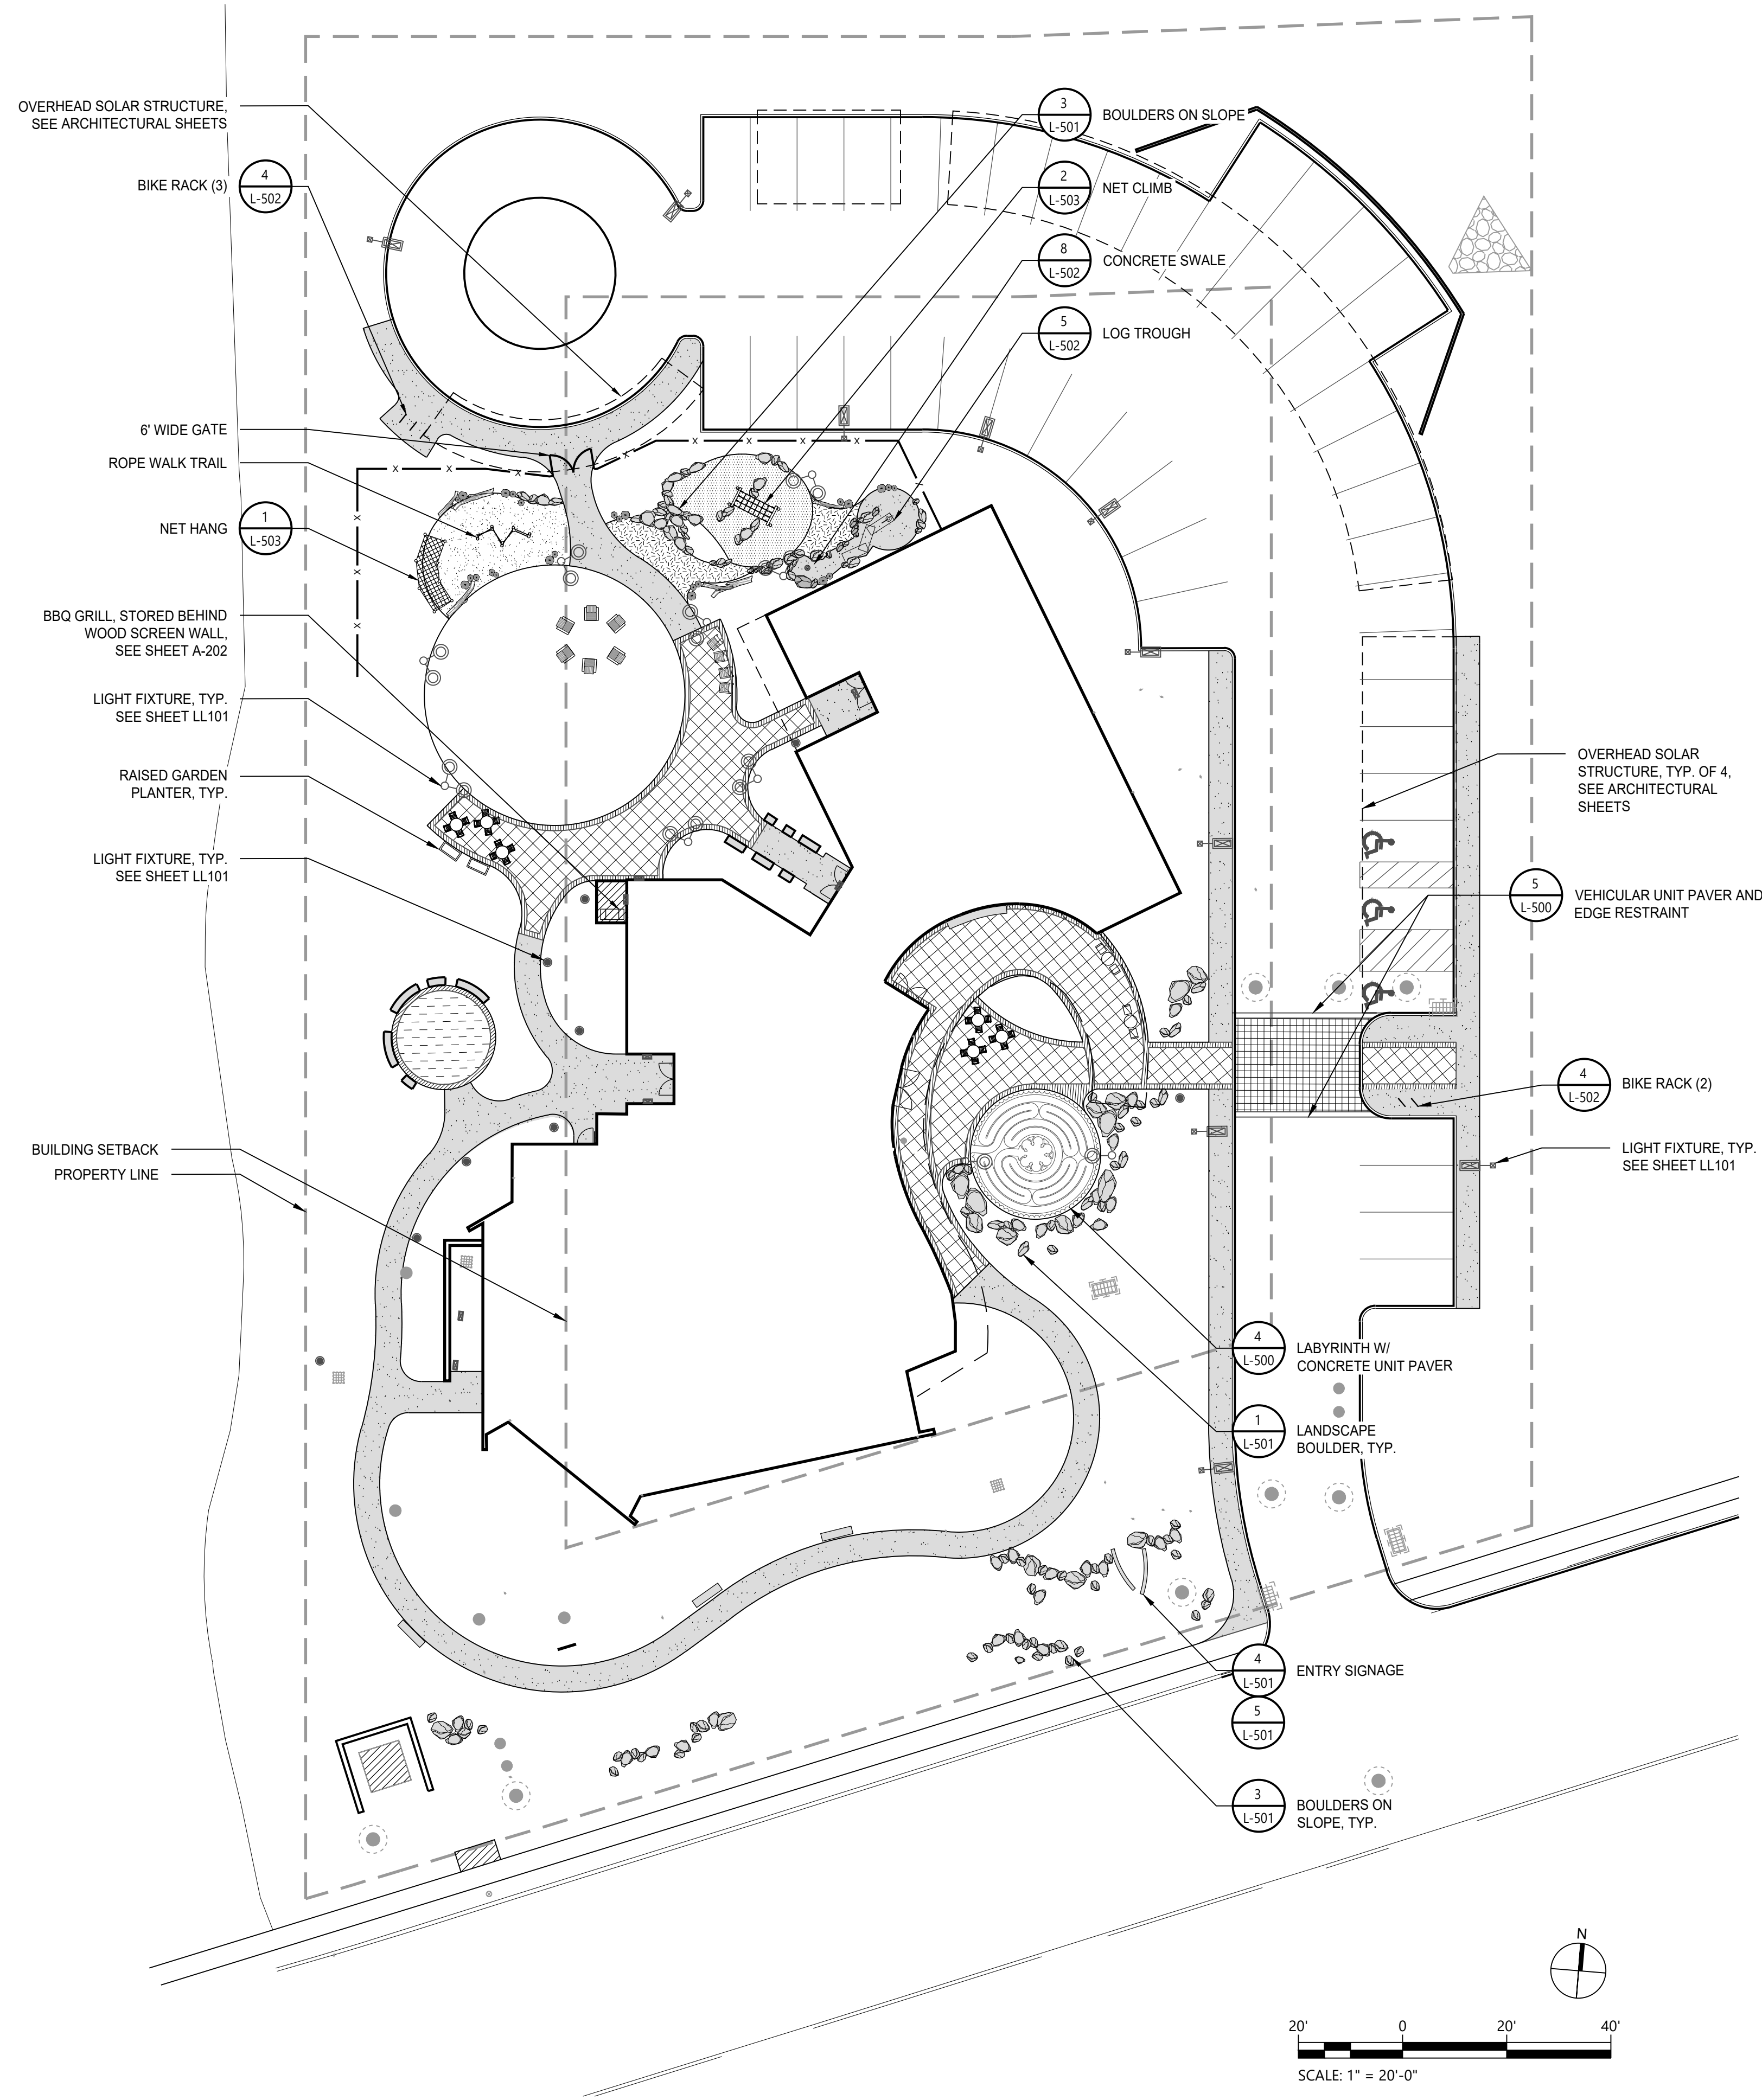 OVERHEAD SOLAR STRUCTURE,
SEE ARCHITECTURAL SHEETS
BIKE RACK (3)
4
L-502
6' WIDE GATE
ROPE WALK TRAIL
NET HANG
1
L-503
BBQ GRILL, STORED BEHIND
WOOD SCREEN WALL,
SEE SHEET A-202
LIGHT FIXTURE, TYP.
SEE SHEET LL101
RAISED GARDEN
PLANTER, TYP.
LIGHT FIXTURE, TYP.
SEE SHEET LL101
BUILDING SETBACK
PROPERTY LINE
3
L-501
BOULDERS ON SLOPE
2
L-503
NET CLIMB
8
L-502
CONCRETE SWALE
5
L-502
LOG TROUGH
X X X X
X X X X
X
X
X
OVERHEAD SOLAR
STRUCTURE, TYP. OF 4,
SEE ARCHITECTURAL
SHEETS
5
L-500
VEHICULAR UNIT PAVER AND
EDGE RESTRAINT
4
L-502
BIKE RACK (2)
LIGHT FIXTURE, TYP.
SEE SHEET LL101
4
L-500
LABYRINTH W/
CONCRETE UNIT PAVER
1
L-501
LANDSCAPE
BOULDER, TYP.
4
L-501
ENTRY SIGNAGE
5
L-501
3
L-501
BOULDERS ON
SLOPE, TYP.
N
20' 0 20' 40'
SCALE: 1" = 20'-0"